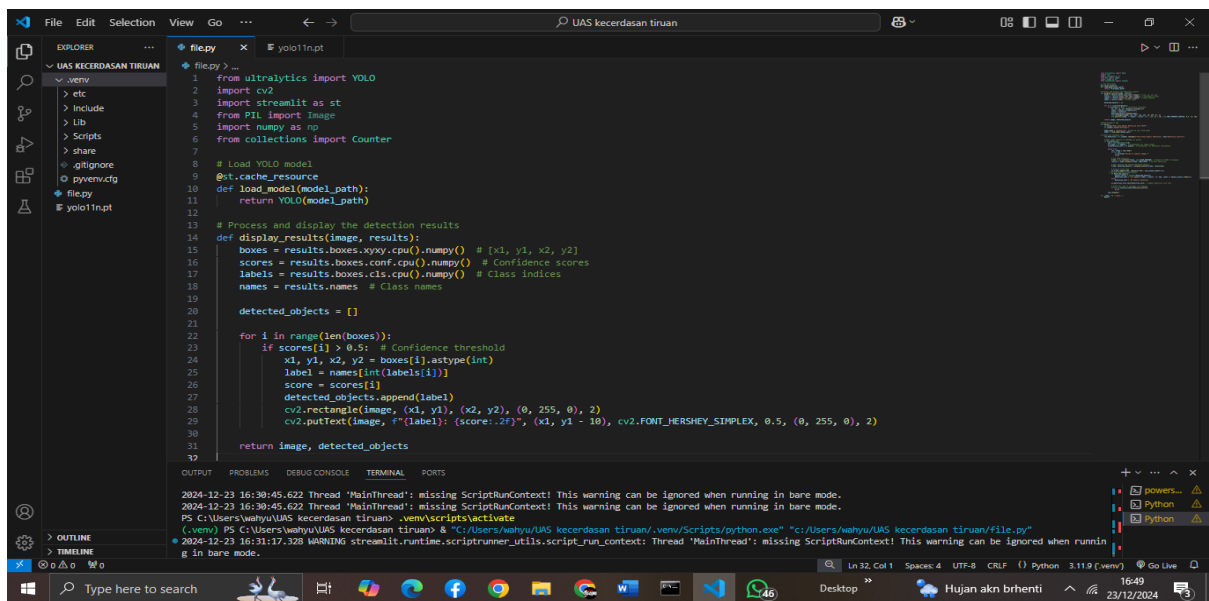 File Edit Selection View Go ··· ← → UAS kecerdasan tiruan
EXPLORER ···
UAS KECERDASAN TIRUAN
.venv
etc
Include
Lib
Scripts
share
.gitignore
pyvenv.cfg
file.py
yolo11n.pt
OUTLINE
TIMELINE
file.py × yolo11n.pt
file.py > ...
1 from ultralytics import YOLO
2 import cv2
3 import streamlit as st
4 from PIL import Image
5 import numpy as np
6 from collections import Counter
7
8 # Load YOLO model
9 @st.cache_resource
10 def load_model(model_path):
11 return YOLO(model_path)
12
13 # Process and display the detection results
14 def display_results(image, results):
15 boxes = results.boxes.xyxy.cpu().numpy() # [x1, y1, x2, y2]
16 scores = results.boxes.conf.cpu().numpy() # Confidence scores
17 labels = results.boxes.cls.cpu().numpy() # Class indices
18 names = results.names # Class names
19
20 detected_objects = []
21
22 for i in range(len(boxes)):
23 if scores[i] > 0.5: # Confidence threshold
24 x1, y1, x2, y2 = boxes[i].astype(int)
25 label = names[int(labels[i])]
26 score = scores[i]
27 detected_objects.append(label)
28 cv2.rectangle(image, (x1, y1), (x2, y2), (0, 255, 0), 2)
29 cv2.putText(image, f"{label}: {score:.2f}", (x1, y1 - 10), cv2.FONT_HERSHEY_SIMPLEX, 0.5, (0, 255, 0), 2)
30
31 return image, detected_objects
32
OUTPUT PROBLEMS DEBUG CONSOLE TERMINAL PORTS
2024-12-23 16:30:45.622 Thread 'MainThread': missing ScriptRunContext! This warning can be ignored when running in bare mode.
2024-12-23 16:30:45.622 Thread 'MainThread': missing ScriptRunContext! This warning can be ignored when running in bare mode.
PS C:\Users\wahyu\UAS kecerdasan tiruan> .venv\scripts\activate
(.venv) PS C:\Users\wahyu\UAS kecerdasan tiruan> & "C:/Users/wahyu/UAS kecerdasan tiruan/.venv/Scripts/python.exe" "c:/Users/wahyu/UAS kecerdasan tiruan/file.py"
2024-12-23 16:31:17.328 WARNING streamlit.runtime.scriptrunner_utils.script_run_context: Thread 'MainThread': missing ScriptRunContext! This warning can be ignored when runnin
g in bare mode.
powers...
Python
Python
0 0 0 Ln 32, Col 1 Spaces: 4 UTF-8 CRLF {} Python 3.11.9 ('.venv') Go Live
Type here to search 46 Desktop » Hujan akn brhenti 16:49
23/12/2024 3